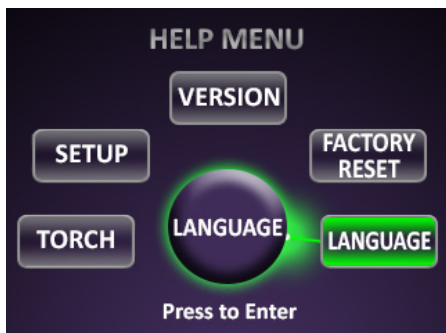 HELP MENU
VERSION
SETUP
FACTORY
RESET
TORCH
LANGUAGE
LANGUAGE
Press to Enter